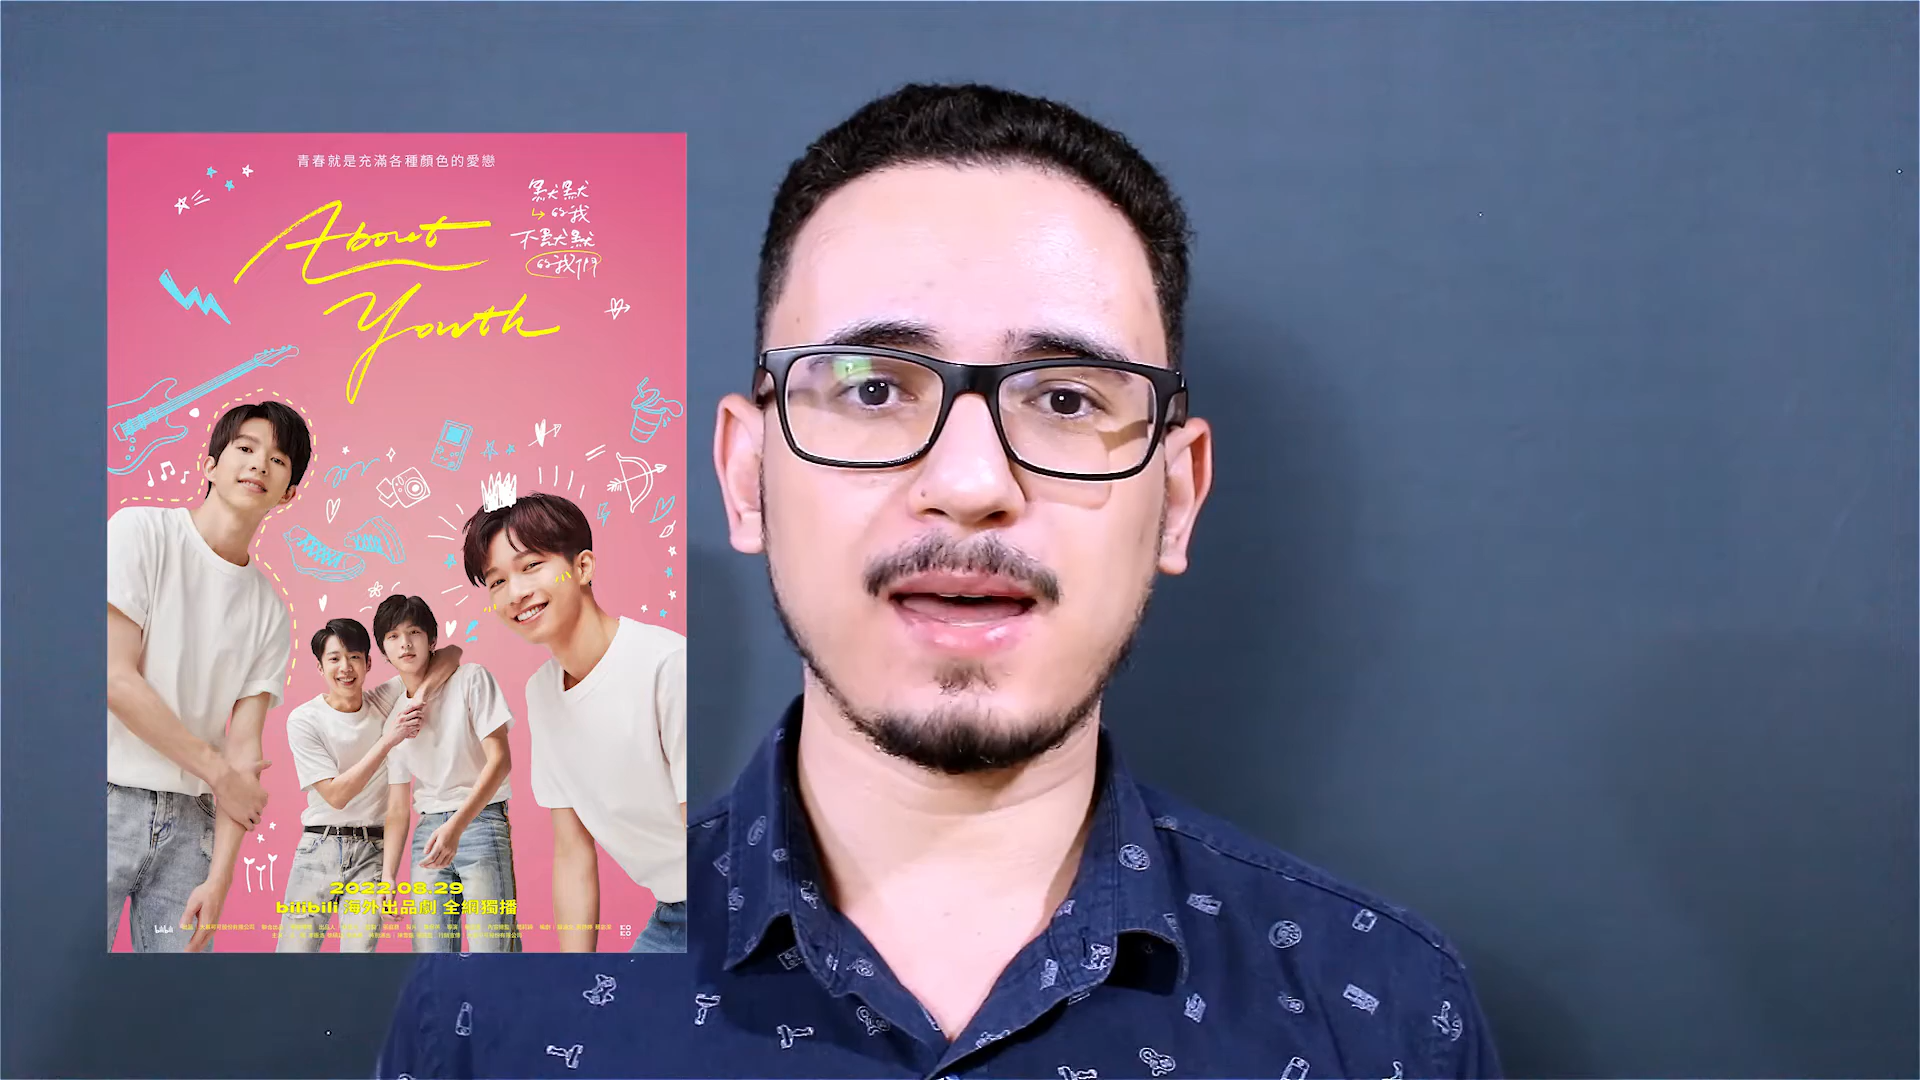 青春就是充滿各種顏色的愛戀
About
Youth
默默
的我
不默默
的我們
2022.08.29
bilibili 海外出品劇 全網獨播